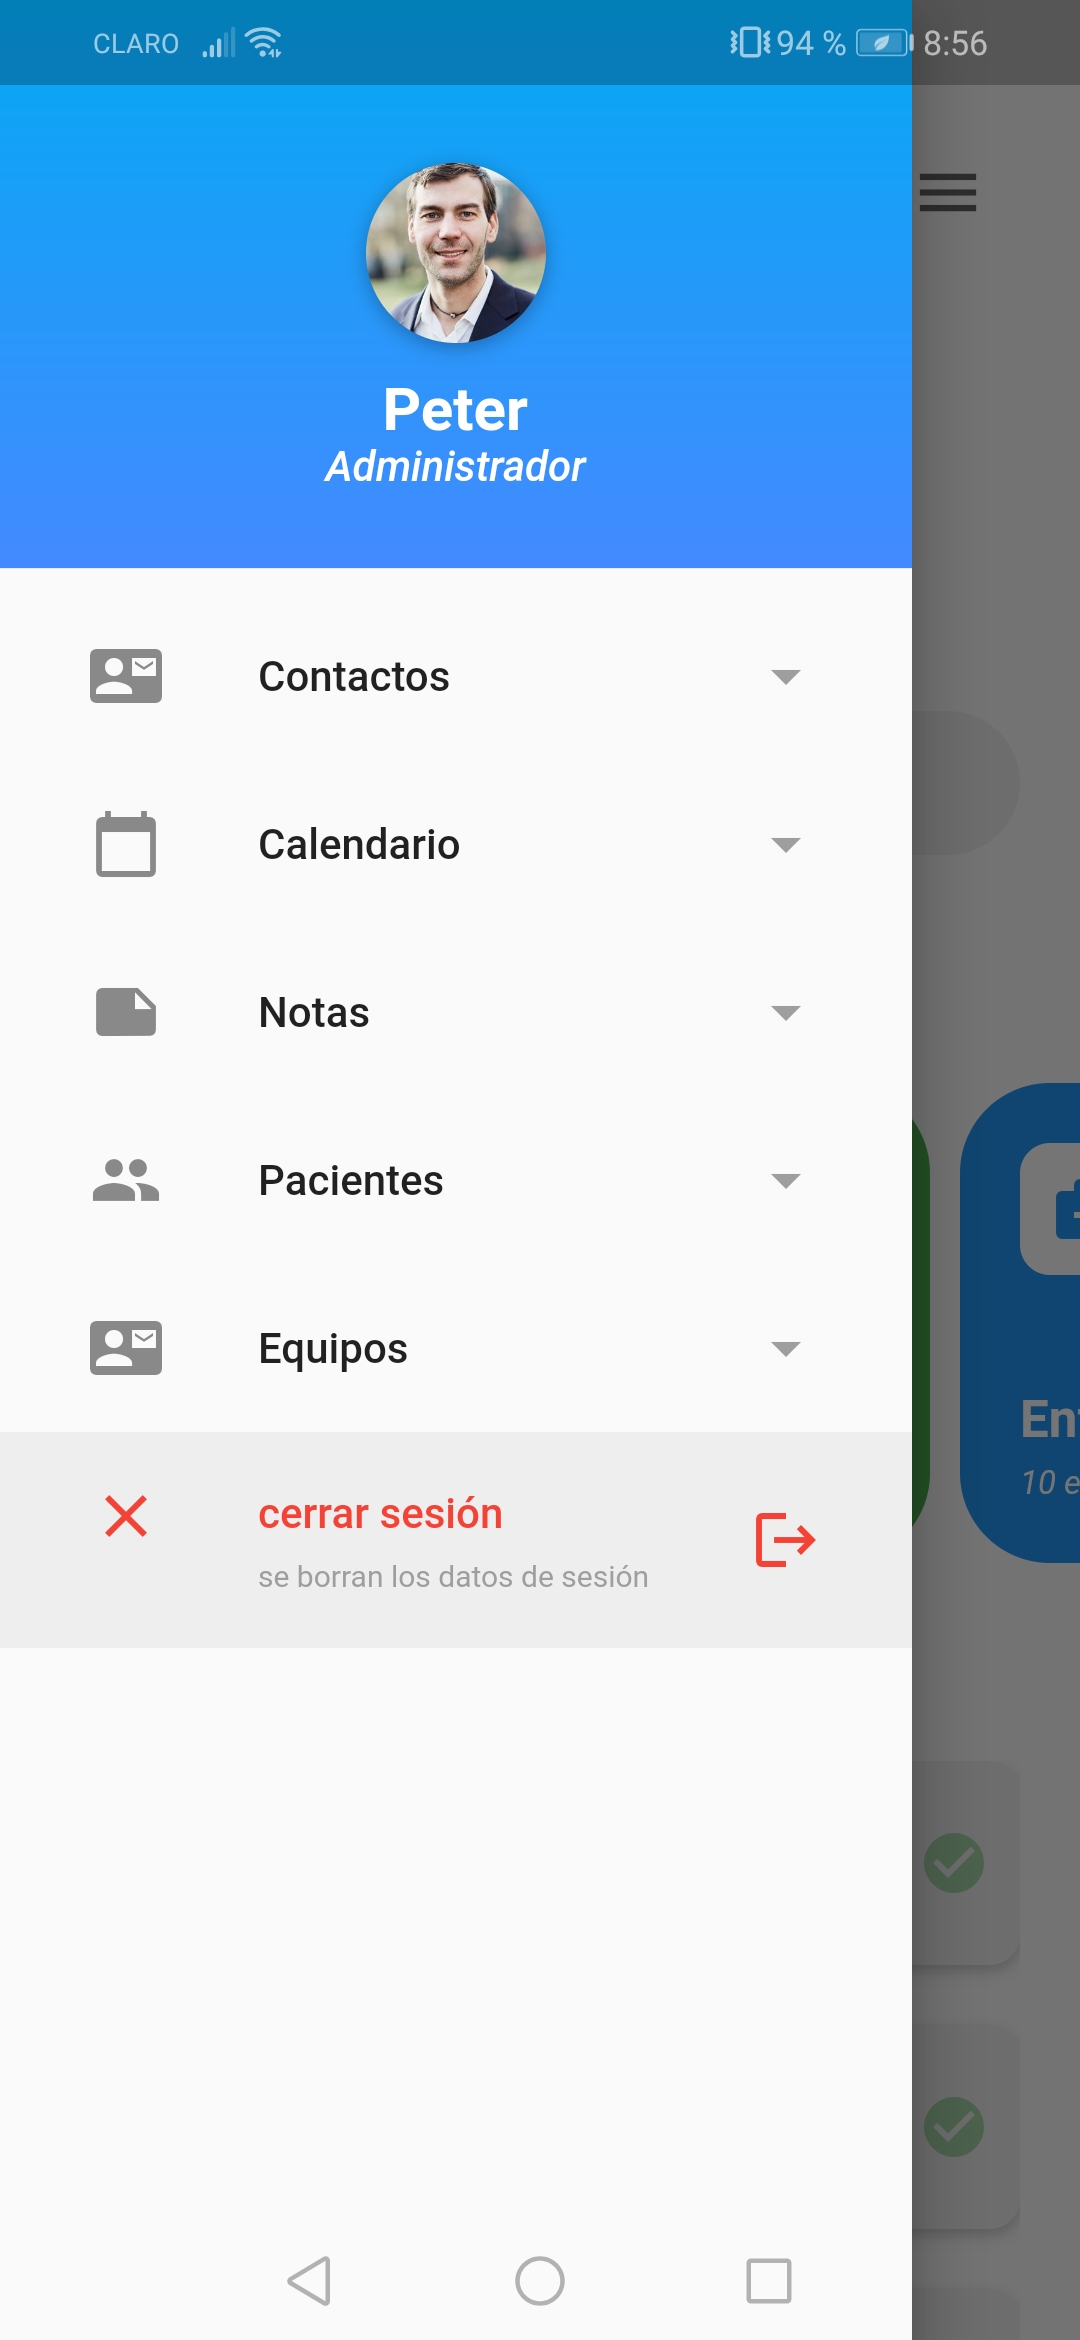 CLARO 94 % 8:56
Peter
Administrador
Contactos
Calendario
Notas
Pacientes
Equipos
cerrar sesión
se borran los datos de sesión
10